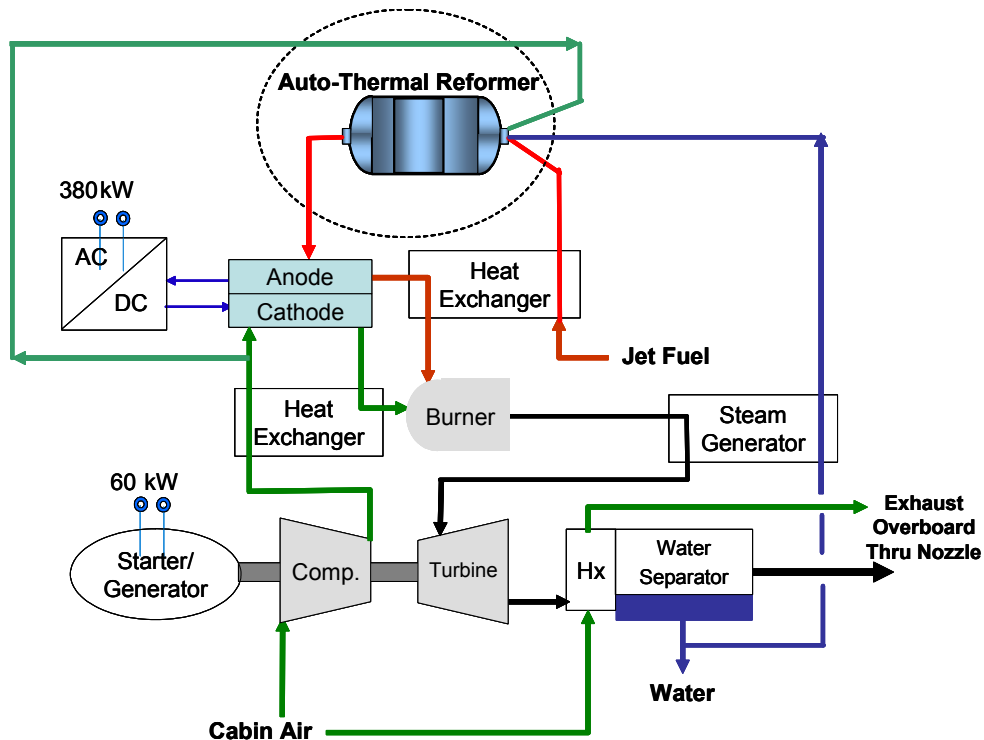 Auto-Thermal Reformer
380kW
AC
DC
Anode
Cathode
Heat
Exchanger
Jet Fuel
Heat
Exchanger
Burner
Steam
Generator
60 kW
Starter/
Generator
Comp.
Turbine
Hx
Water
Separator
Exhaust
Overboard
Thru Nozzle
Water
Cabin Air